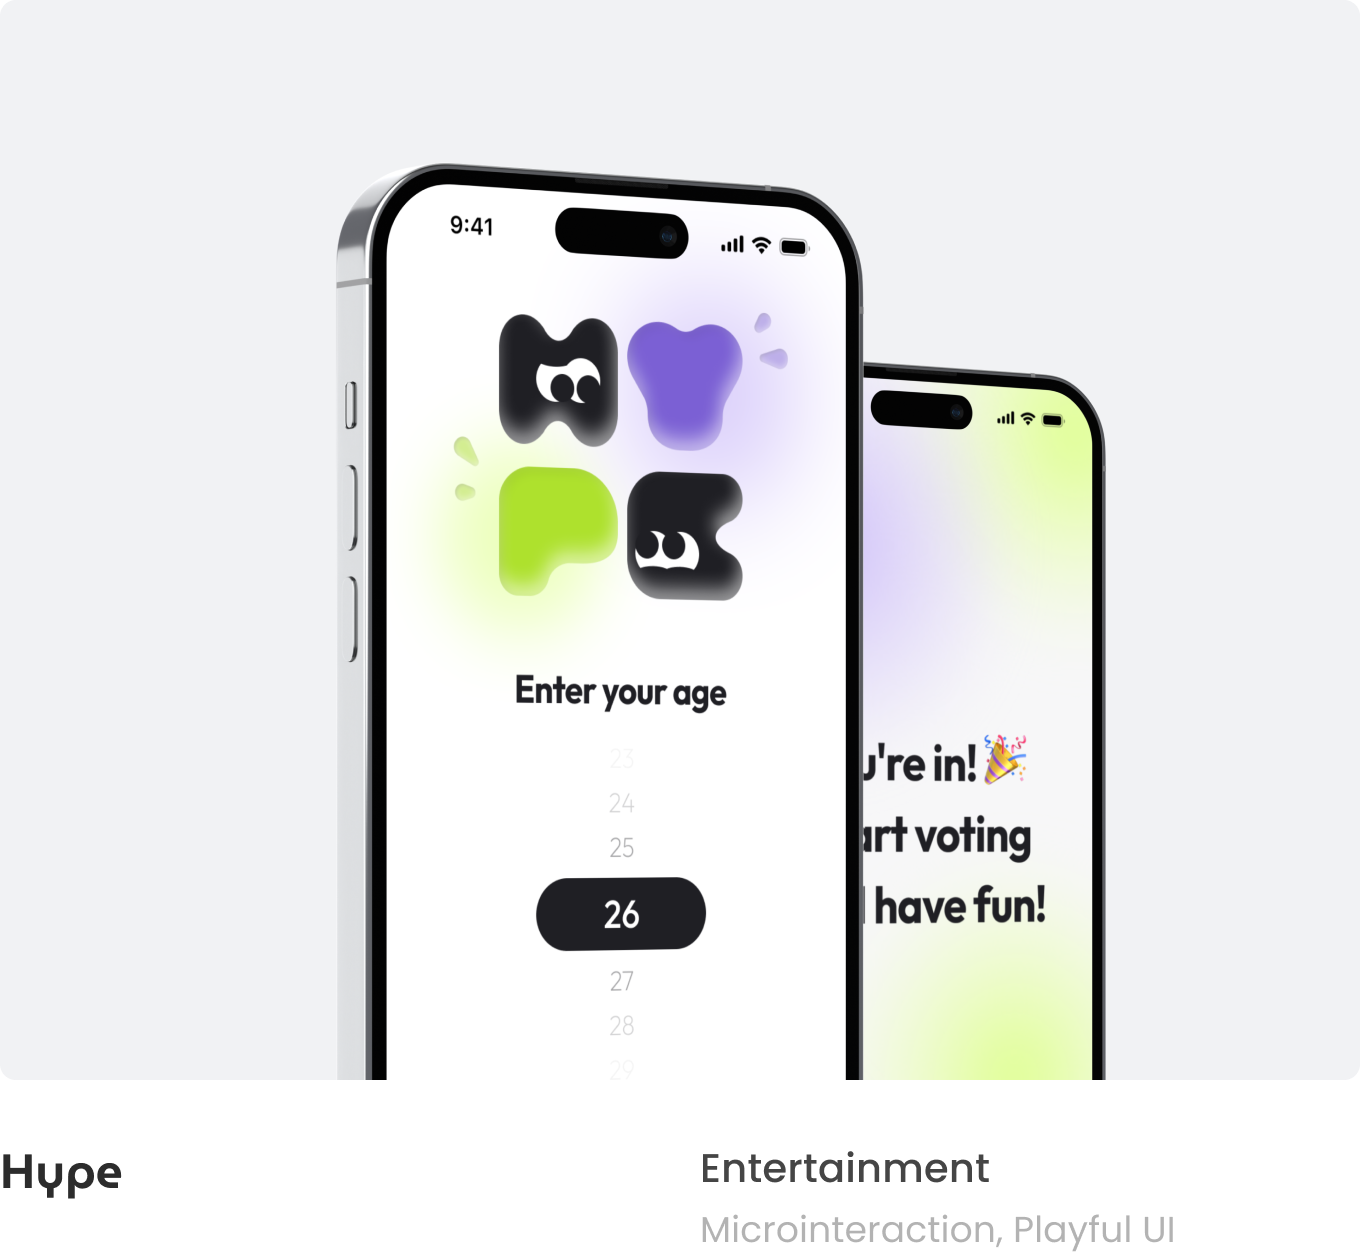 9:41
HYPE
Enter your age
23
24
25
26
27
28
29
u're in! 🎉
art voting
have fun!
Hype
Entertainment
Microinteraction, Playful UI